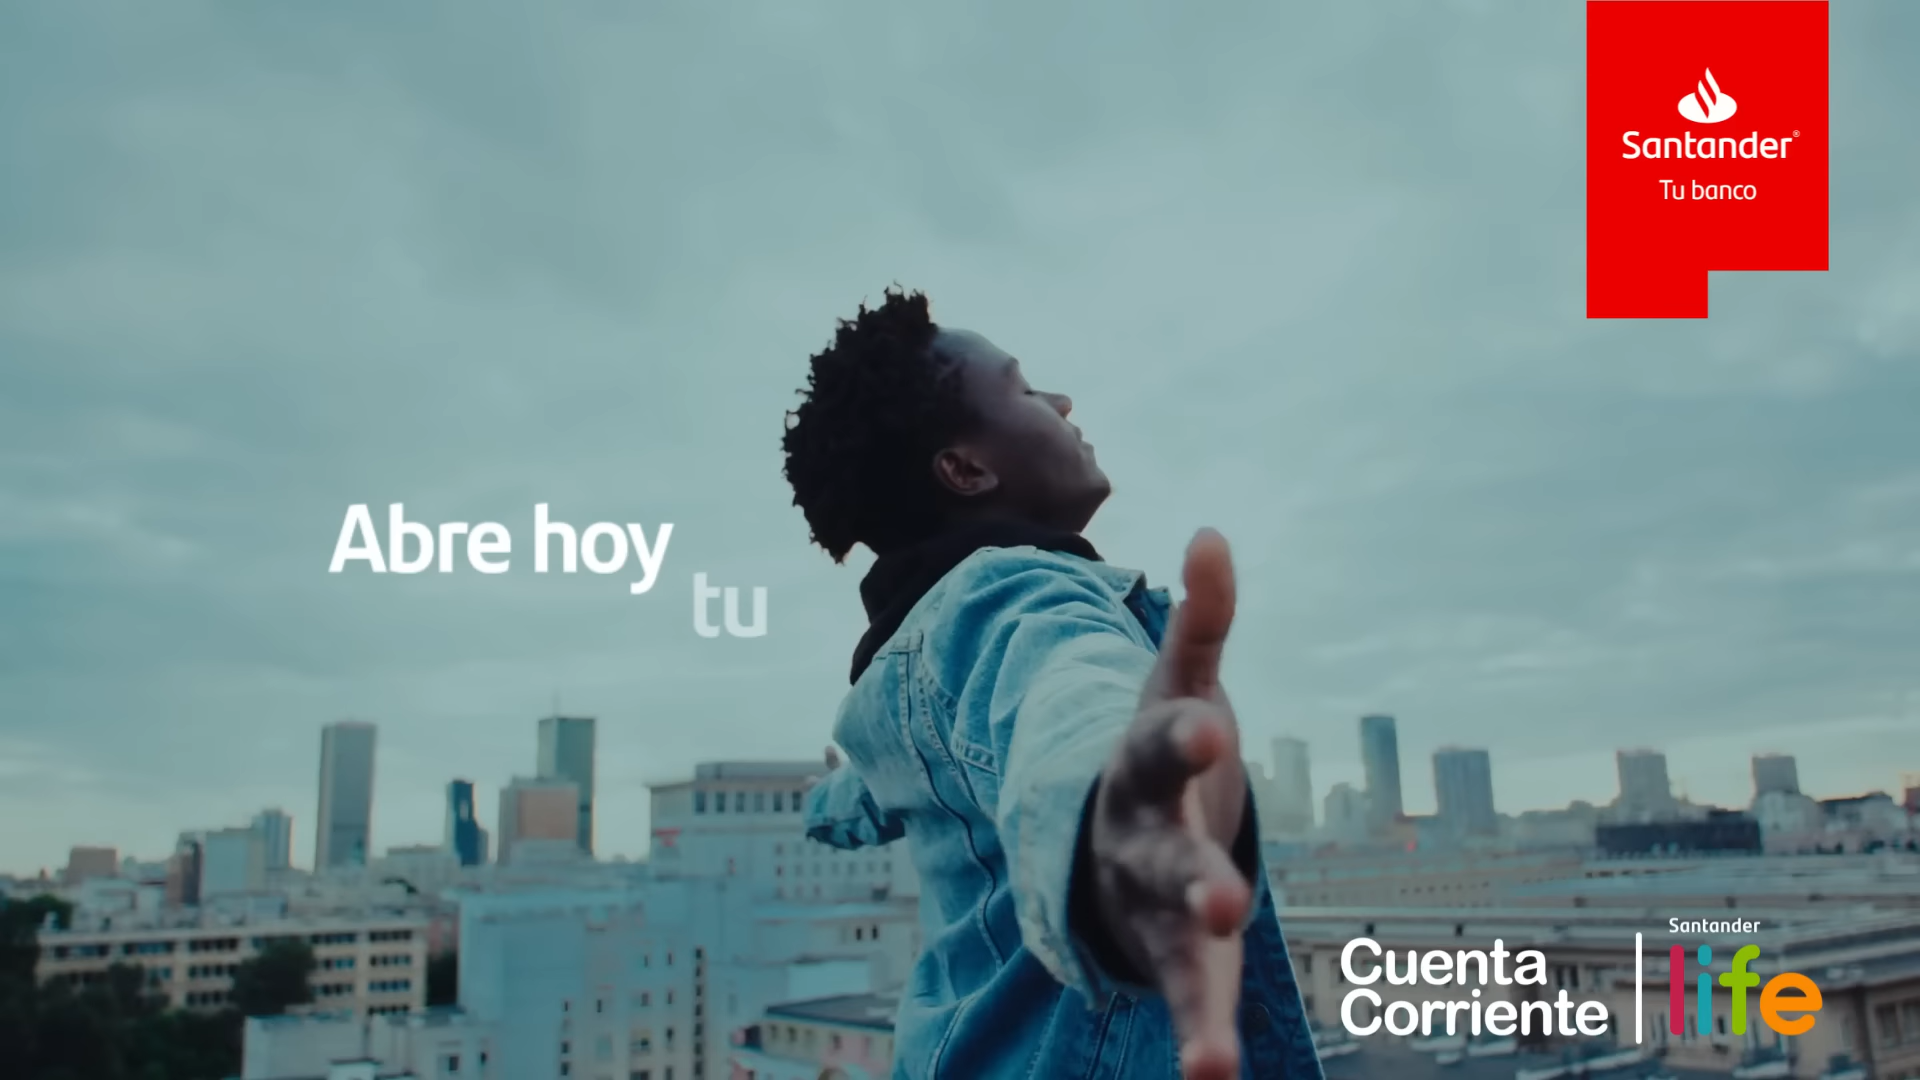 Santander®
Tu banco
Abre hoy
tu
Cuenta
Corriente
Santander
life